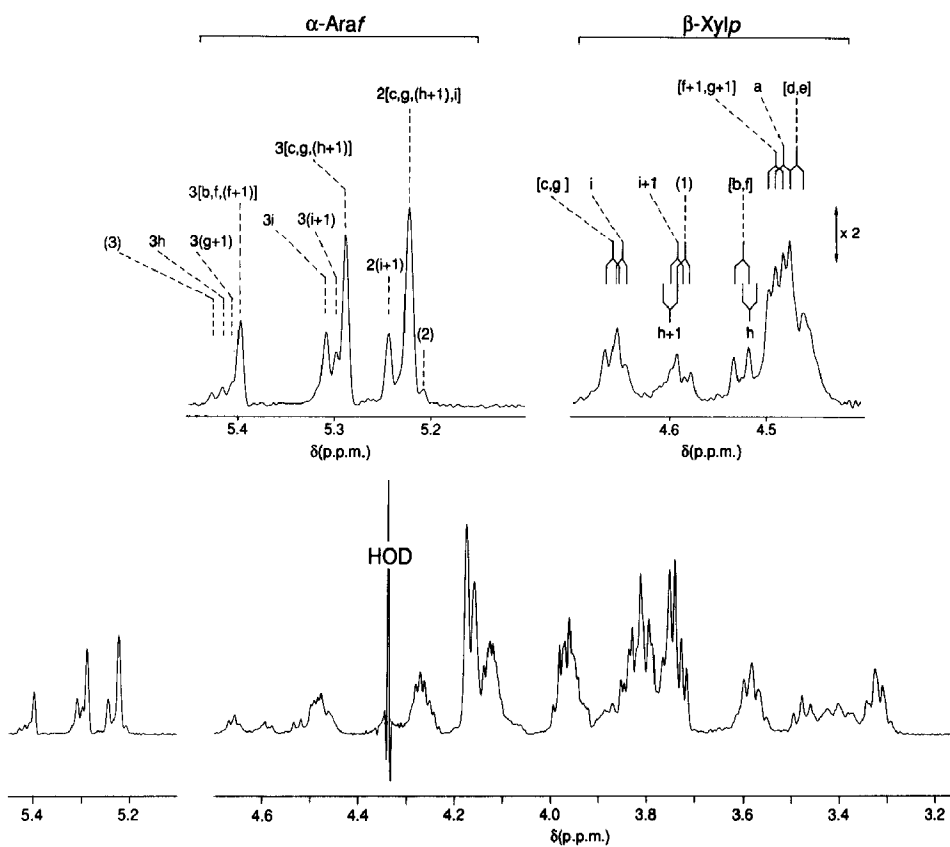 α-Araf
β-Xylp
2[c,g,(h+1),i]
[f+1,g+1]
a
[d,e]
3[c,g,(h+1)]
3[b,f,(f+1)]
[c,g ]
i
i+1
(1)
[b,f]
3i
3(i+1)
(3)
3h
3(g+1)
2(i+1)
x 2
(2)
h+1
h
5.4
5.3
5.2
4.6
4.5
δ(p.p.m.)
δ(p.p.m.)
HOD
5.4
5.2
4.6
4.4
4.2
4.0
3.8
3.6
3.4
3.2
δ(p.p.m.)